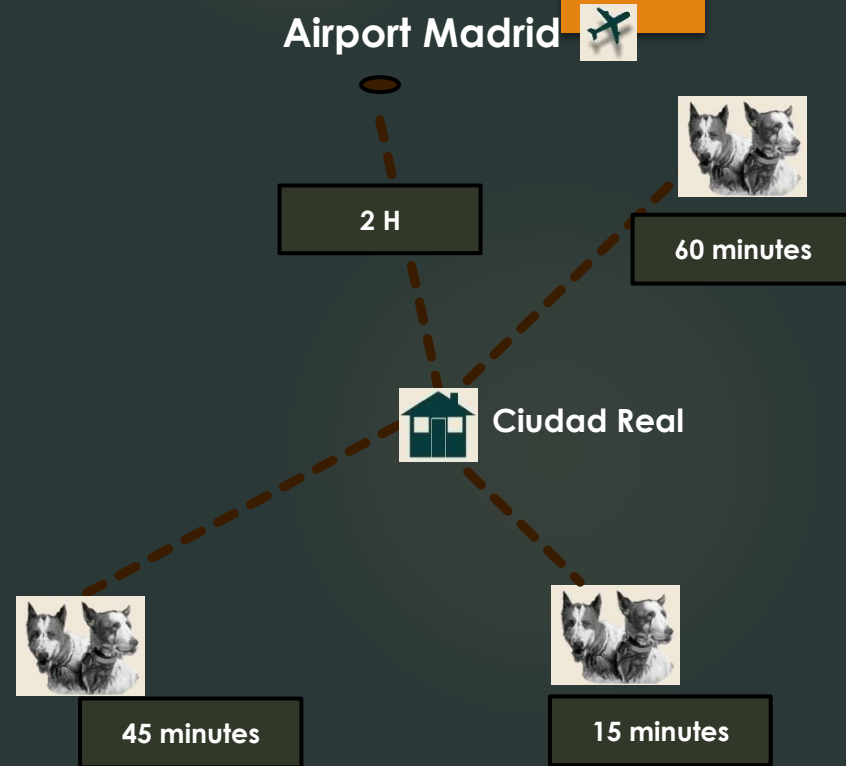 Airport Madrid
2 H
60 minutes
Ciudad Real
45 minutes
15 minutes